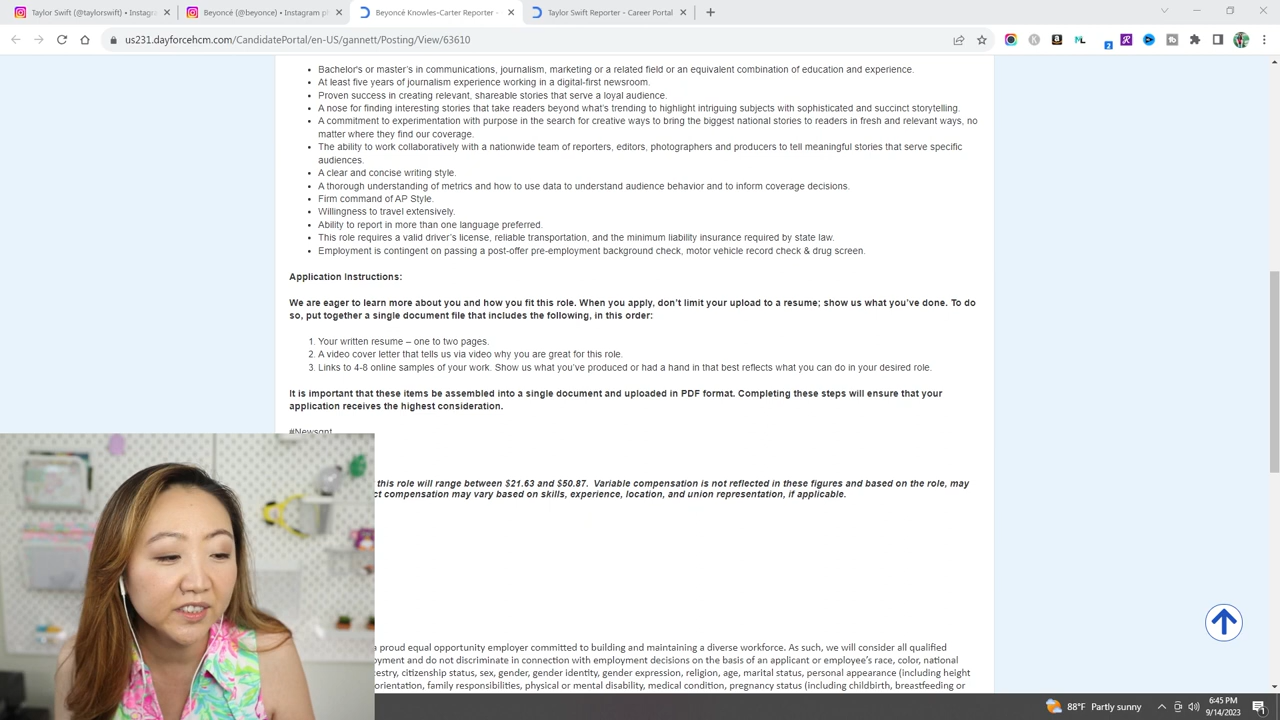 Taylor Swift (@taylorswift) • Instagra
Beyoncé (@beyonce) • Instagram p
Beyoncé Knowles-Carter Reporter -
Taylor Swift Reporter - Career Portal
us231.dayforcehcm.com/CandidatePortal/en-US/gannett/Posting/View/63610
Bachelor's or master's in communications, journalism, marketing or a related field or an equivalent combination of education and experience.
At least five years of journalism experience working in a digital-first newsroom.
Proven success in creating relevant, shareable stories that serve a loyal audience.
A nose for finding interesting stories that take readers beyond what's trending to highlight intriguing subjects with sophisticated and succinct storytelling.
A commitment to experimentation with purpose in the search for creative ways to bring the biggest national stories to readers in fresh and relevant ways, no
matter where they find our coverage.
The ability to work collaboratively with a nationwide team of reporters, editors, photographers and producers to tell meaningful stories that serve specific
audiences.
A clear and concise writing style.
A thorough understanding of metrics and how to use data to understand audience behavior and to inform coverage decisions.
Firm command of AP Style.
Willingness to travel extensively.
Ability to report in more than one language preferred.
This role requires a valid driver's license, reliable transportation, and the minimum liability insurance required by state law.
Employment is contingent on passing a post-offer pre-employment background check, motor vehicle record check & drug screen.
Application Instructions:
We are eager to learn more about you and how you fit this role. When you apply, don't limit your upload to a resume; show us what you've done. To do
so, put together a single document file that includes the following, in this order:
1. Your written resume – one to two pages.
2. A video cover letter that tells us via video why you are great for this role.
3. Links to 4-8 online samples of your work. Show us what you've produced or had a hand in that best reflects what you can do in your desired role.
It is important that these items be assembled into a single document and uploaded in PDF format. Completing these steps will ensure that your
application receives the highest consideration.
#Newsgnt
this role will range between $21.63 and $50.87. Variable compensation is not reflected in these figures and based on the role, may
ct compensation may vary based on skills, experience, location, and union representation, if applicable.
a proud equal opportunity employer committed to building and maintaining a diverse workforce. As such, we will consider all qualified
oyment and do not discriminate in connection with employment decisions on the basis of an applicant or employee's race, color, national
cestry, citizenship status, sex, gender, gender identity, gender expression, religion, age, marital status, personal appearance (including height
orientation, family responsibilities, physical or mental disability, medical condition, pregnancy status (including childbirth, breastfeeding or
88°F Partly sunny
6:45 PM
9/14/2023